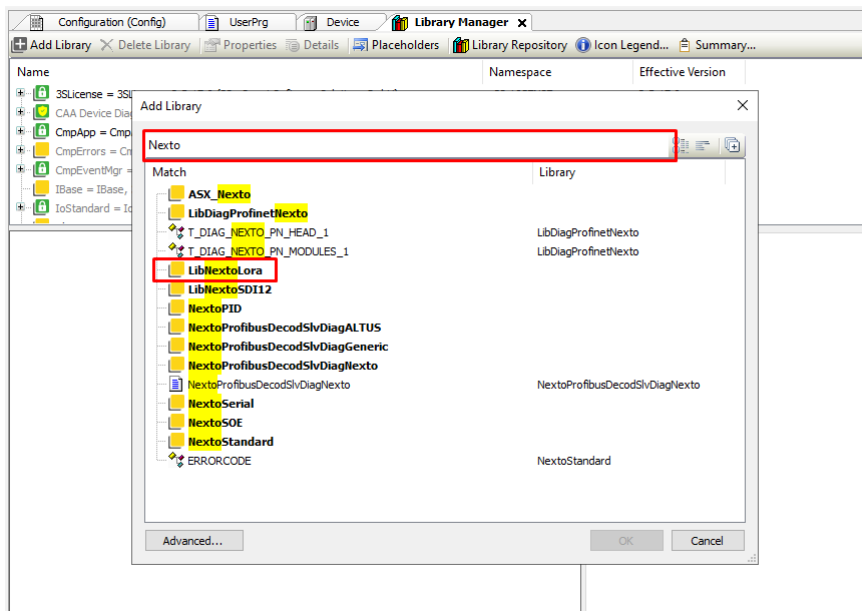 Configuration (Config) UserPrg Device Library Manager
Add Library Delete Library Properties Details Placeholders Library Repository Icon Legend... Summary...
Name Namespace Effective Version
3SLicense = 3SL
CAA Device Dia
CmpApp = Cmp
CmpErrors = Cm
CmpEventMgr =
IBase = IBase,
IoStandard = Io
Add Library
Nexto
Match Library
ASX_Nexto
LibDiagProfinetNexto
T_DIAG_NEXTO_PN_HEAD_1 LibDiagProfinetNexto
T_DIAG_NEXTO_PN_MODULES_1 LibDiagProfinetNexto
LibNextoLora
LibNextoSDI12
NextoPID
NextoProfibusDecodSlvDiagALTUS
NextoProfibusDecodSlvDiagGeneric
NextoProfibusDecodSlvDiagNexto
NextoProfibusDecodSlvDiagNexto NextoProfibusDecodSlvDiagNexto
NextoSerial
NextoSOE
NextoStandard
ERRORCODE NextoStandard
Advanced... OK Cancel